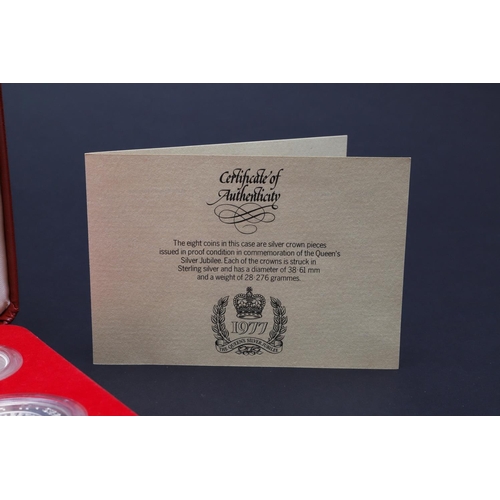 Certificate of
Authenticity
The eight coins in this case are silver crown pieces
issued in proof condition in commemoration of the Queen's
Silver Jubilee. Each of the crowns is struck in
Sterling silver and has a diameter of 38·61 mm
and a weight of 28·276 grammes.
1977
THE QUEEN'S SILVER JUBILEE